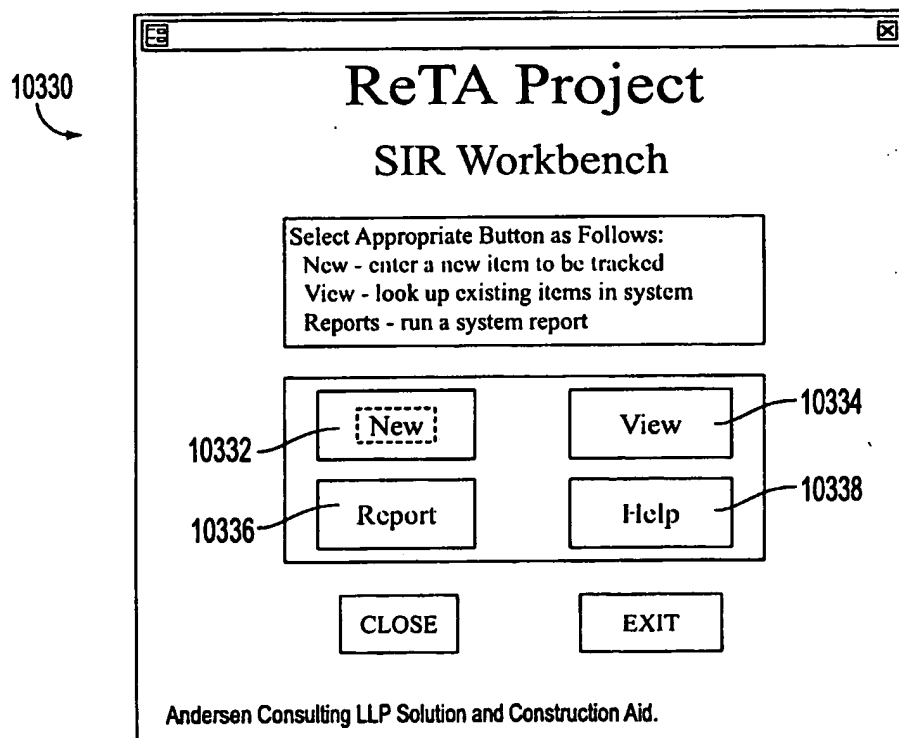 10330
ReTA Project
SIR Workbench
Select Appropriate Button as Follows:
New - enter a new item to be tracked
View - look up existing items in system
Reports - run a system report
New
View
10334
10332
Report
Help
10338
10336
CLOSE
EXIT
Andersen Consulting LLP Solution and Construction Aid.